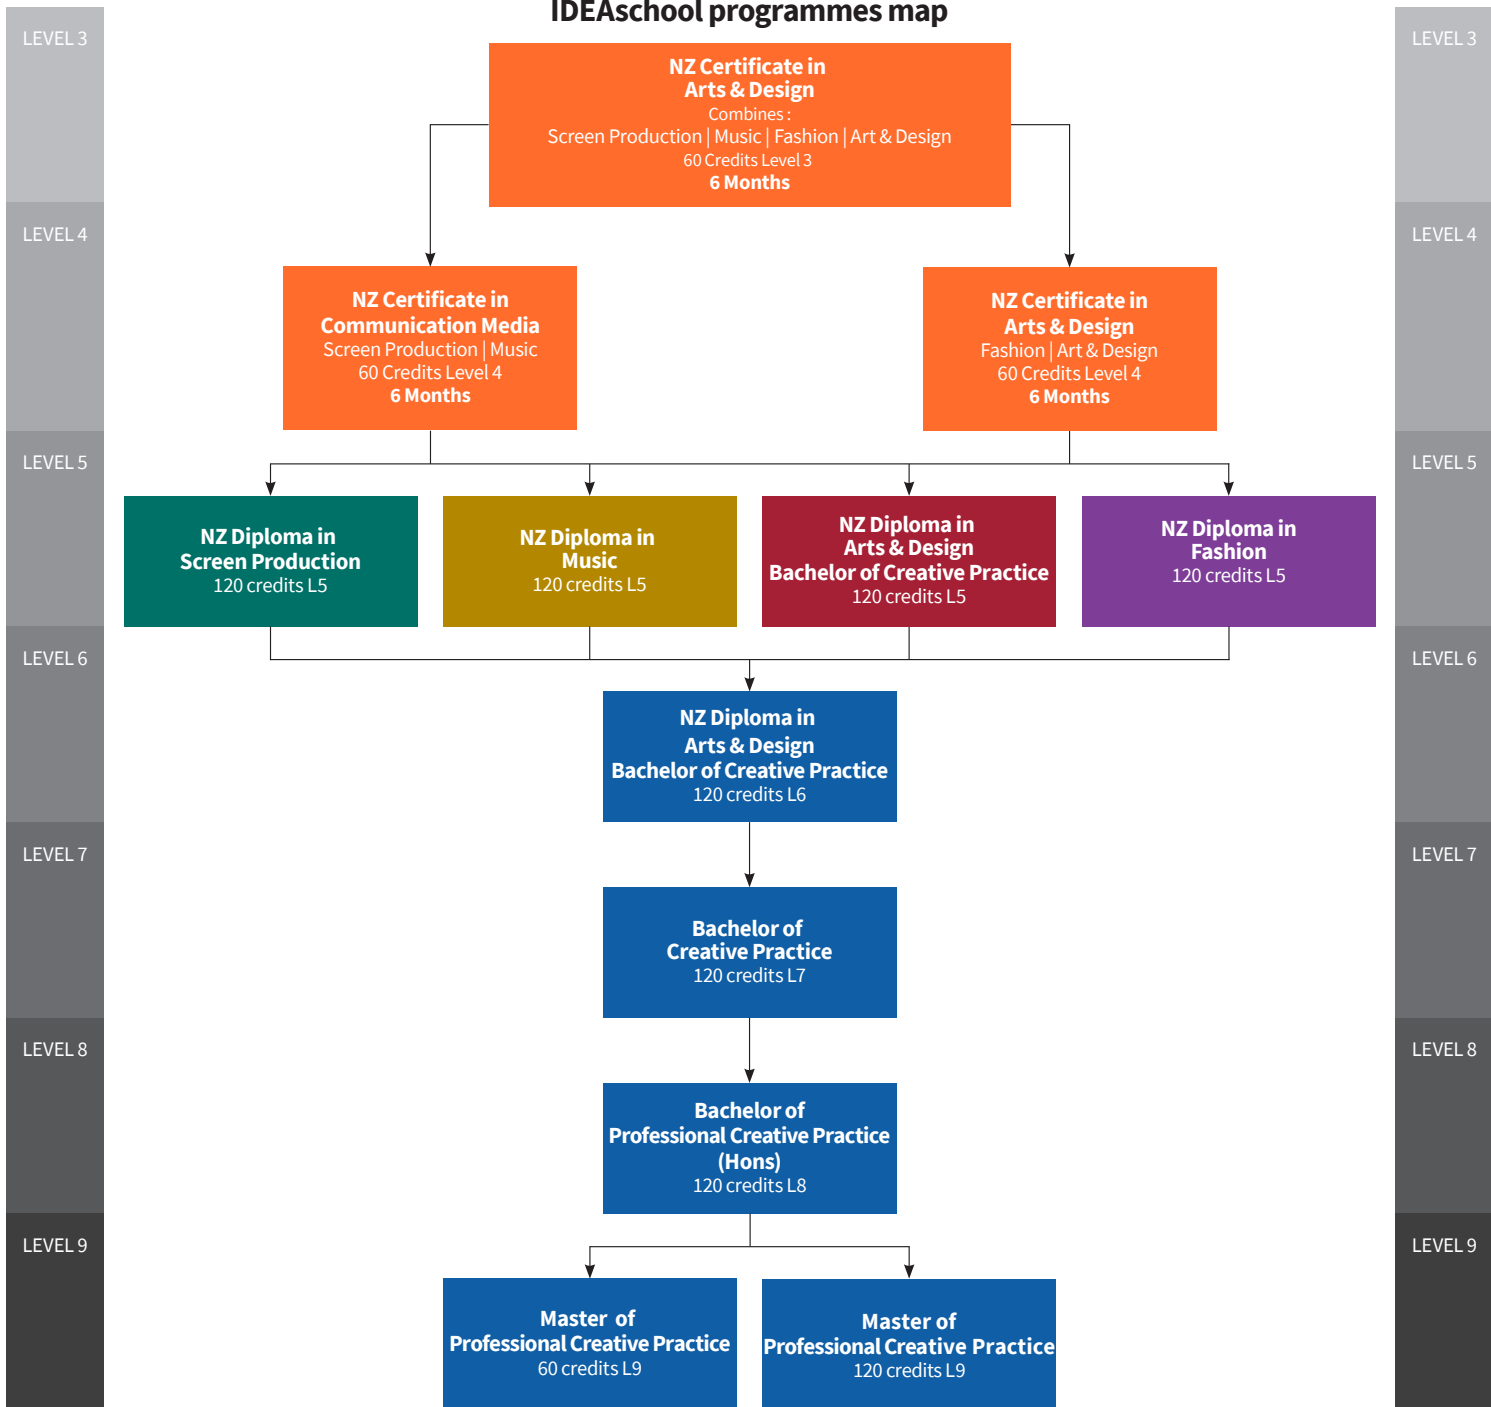 IDEAschool programmes map
LEVEL 3
LEVEL 3
NZ Certificate in
Arts & Design
Combines :
Screen Production | Music | Fashion | Art & Design
60 Credits Level 3
6 Months
LEVEL 4
LEVEL 4
NZ Certificate in
Communication Media
Screen Production | Music
60 Credits Level 4
6 Months
NZ Certificate in
Arts & Design
Fashion | Art & Design
60 Credits Level 4
6 Months
LEVEL 5
LEVEL 5
NZ Diploma in
Screen Production
120 credits L5
NZ Diploma in
Music
120 credits L5
NZ Diploma in
Arts & Design
Bachelor of Creative Practice
120 credits L5
NZ Diploma in
Fashion
120 credits L5
LEVEL 6
LEVEL 6
NZ Diploma in
Arts & Design
Bachelor of Creative Practice
120 credits L6
LEVEL 7
LEVEL 7
Bachelor of
Creative Practice
120 credits L7
LEVEL 8
LEVEL 8
Bachelor of
Professional Creative Practice
(Hons)
120 credits L8
LEVEL 9
LEVEL 9
Master of
Professional Creative Practice
60 credits L9
Master of
Professional Creative Practice
120 credits L9